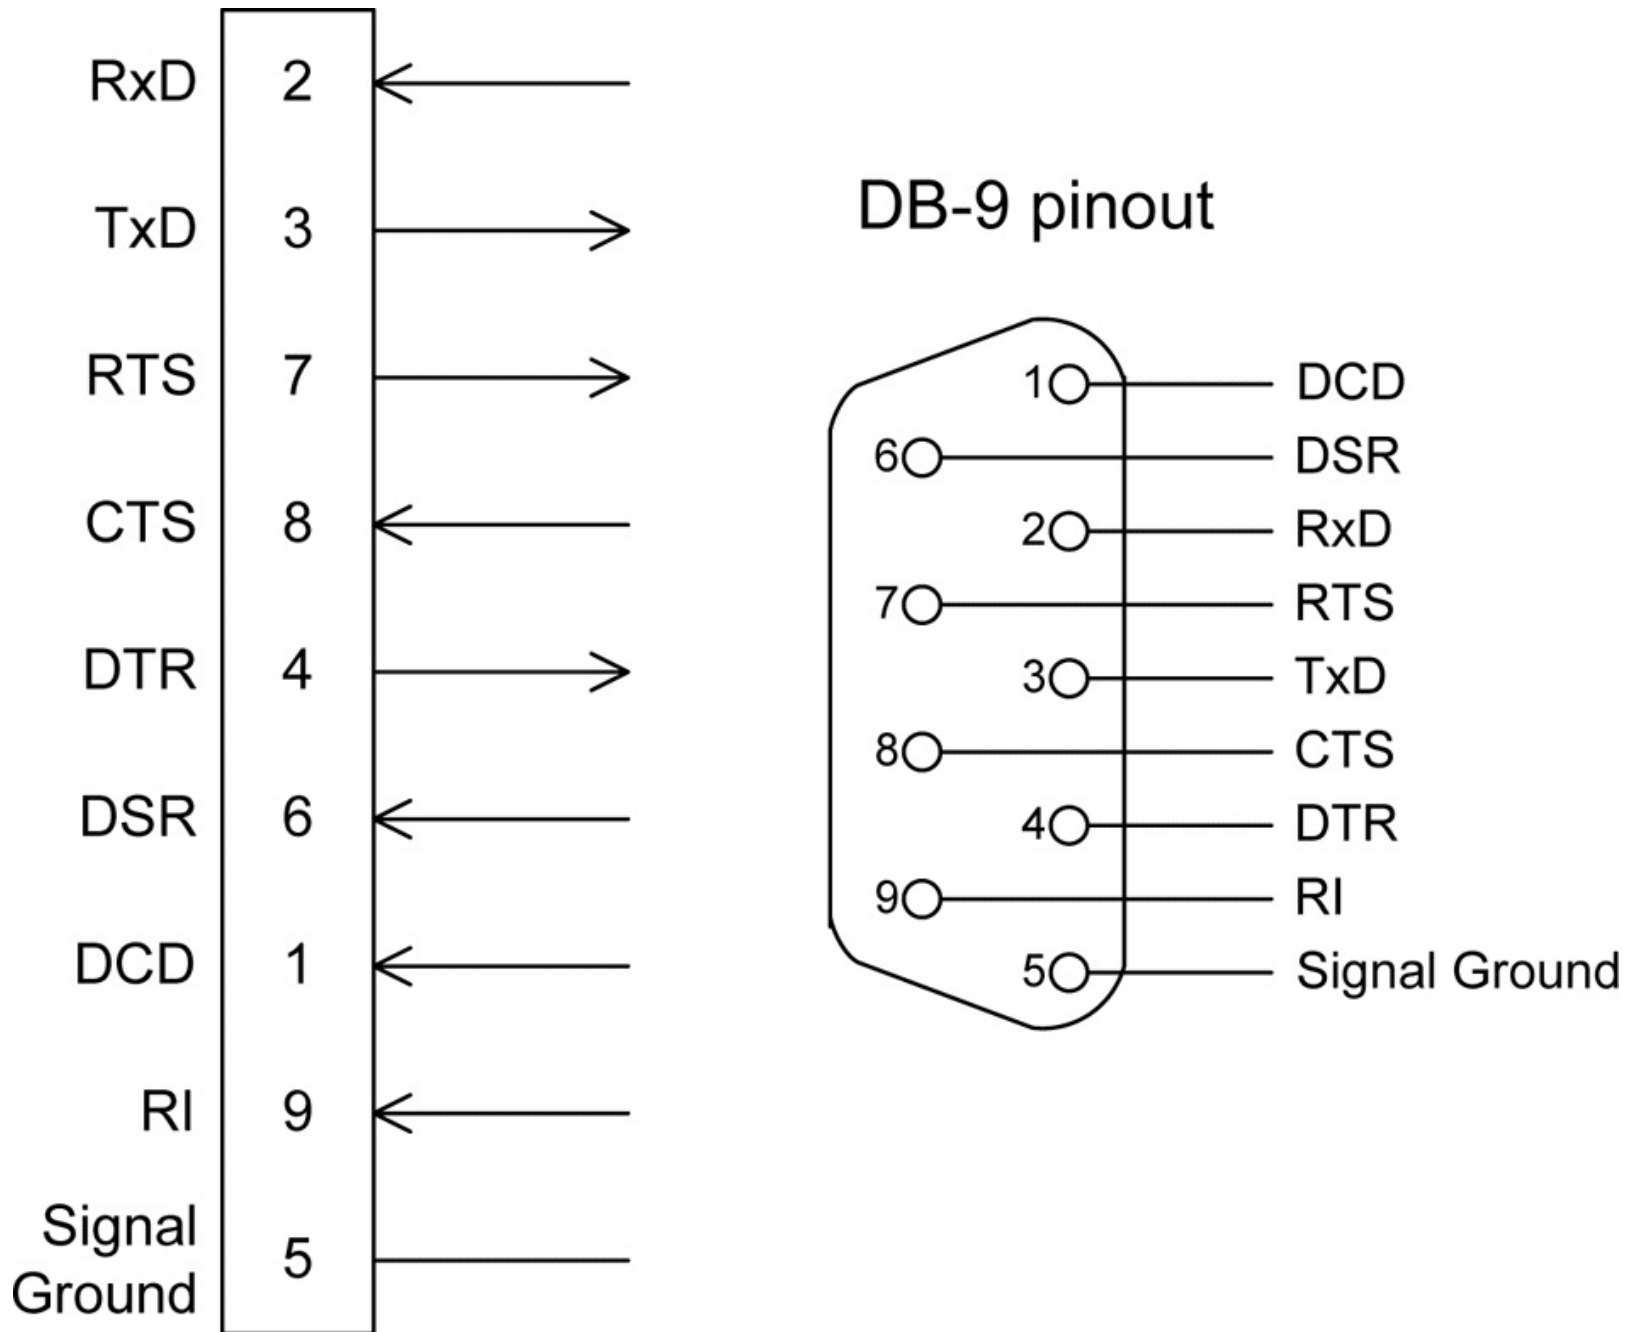 RxD 2
TxD 3
RTS 7
CTS 8
DTR 4
DSR 6
DCD 1
RI 9
Signal
Ground 5
DB-9 pinout
1 DCD
6 DSR
2 RxD
7 RTS
3 TxD
8 CTS
4 DTR
9 RI
5 Signal Ground